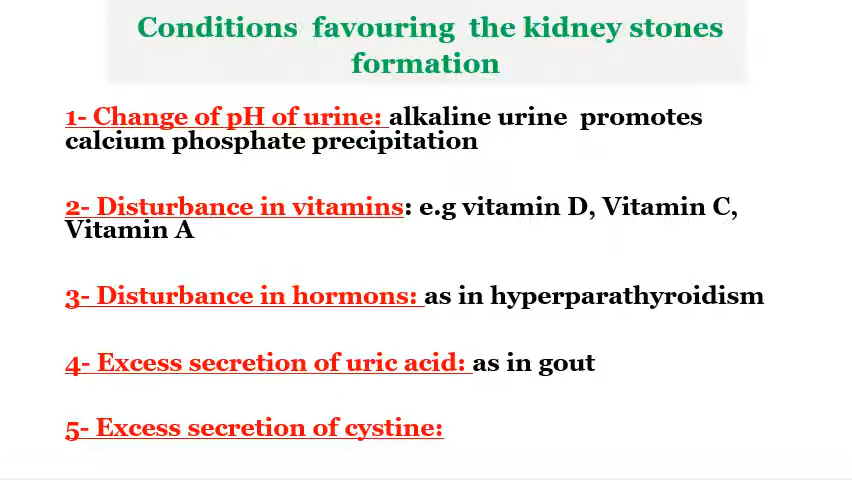 Conditions favouring the kidney stones
formation
1- Change of pH of urine: alkaline urine promotes
calcium phosphate precipitation
2- Disturbance in vitamins: e.g vitamin D, Vitamin C,
Vitamin A
3- Disturbance in hormons: as in hyperparathyroidism
4- Excess secretion of uric acid: as in gout
5- Excess secretion of cystine: